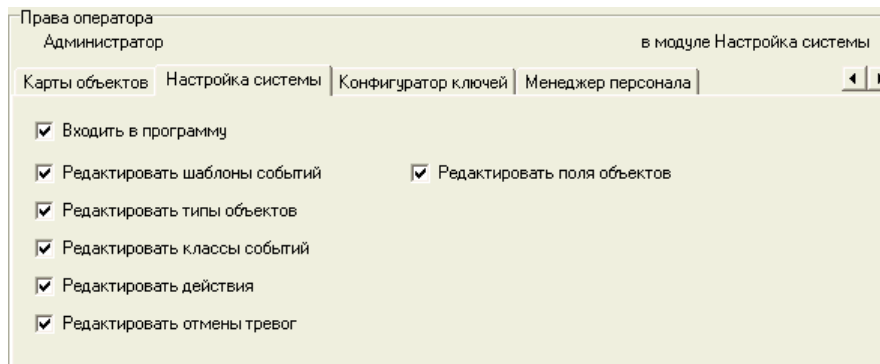 Права оператора
Администратор в модуле Настройка системы
Карты объектов Настройка системы Конфигуратор ключей Менеджер персонала
Входить в программу
Редактировать шаблоны событий Редактировать поля объектов
Редактировать типы объектов
Редактировать классы событий
Редактировать действия
Редактировать отмены тревог